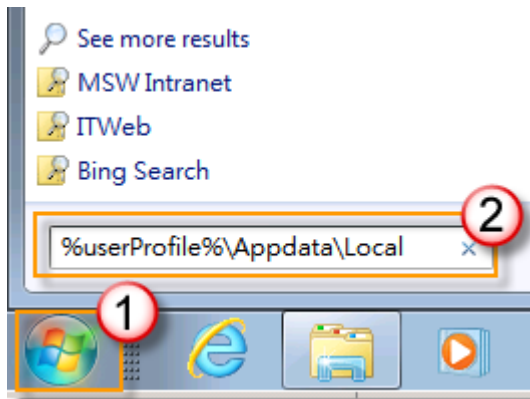 See more results
MSW Intranet
ITWeb
Bing Search
2
%userProfile%\Appdata\Local
1